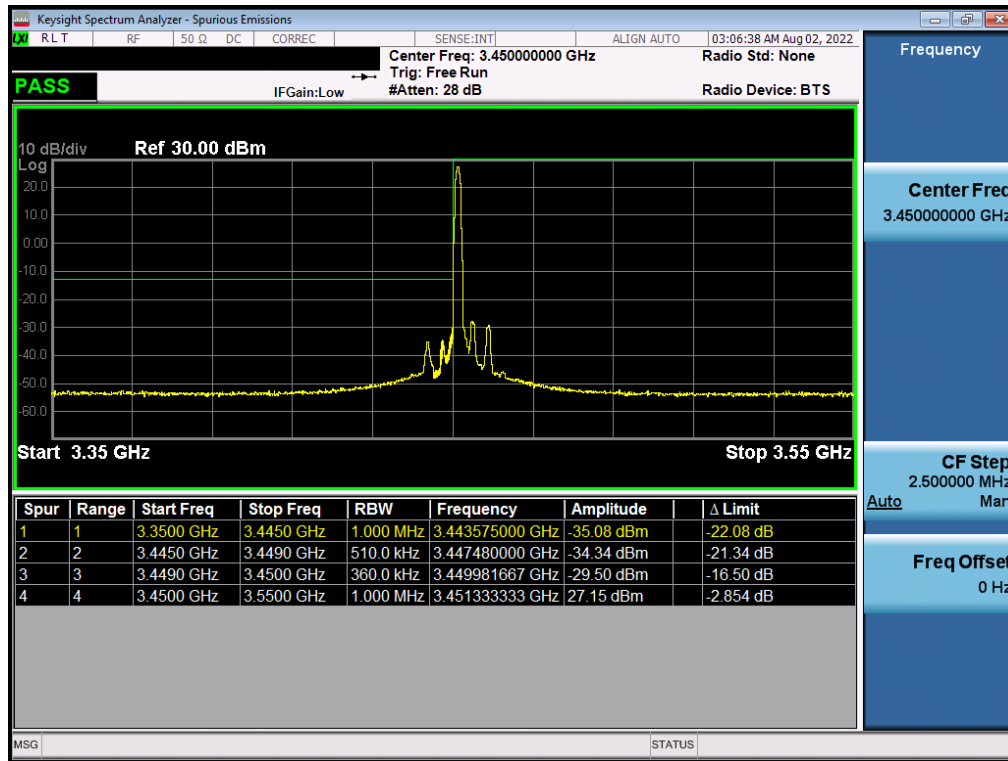 Keysight Spectrum Analyzer - Spurious Emissions
LXI RLT RF 50 Ω DC CORREC SENSE:INT ALIGN AUTO 03:06:38 AM Aug 02, 2022
Center Freq: 3.450000000 GHz Radio Std: None
Trig: Free Run
PASS IFGain:Low #Atten: 28 dB Radio Device: BTS
10 dB/div Ref 30.00 dBm
Log
20.0
10.0
0.00
-10.0
-20.0
-30.0
-40.0
-50.0
-60.0
Start 3.35 GHz Stop 3.55 GHz
Spur Range Start Freq Stop Freq RBW Frequency Amplitude Δ Limit
1 1 3.3500 GHz 3.4450 GHz 1.000 MHz 3.443575000 GHz -35.08 dBm -22.08 dB
2 2 3.4450 GHz 3.4490 GHz 510.0 kHz 3.447480000 GHz -34.34 dBm -21.34 dB
3 3 3.4490 GHz 3.4500 GHz 360.0 kHz 3.449981667 GHz -29.50 dBm -16.50 dB
4 4 3.4500 GHz 3.5500 GHz 1.000 MHz 3.451333333 GHz 27.15 dBm -2.854 dB
MSG STATUS
Frequency
Center Freq
3.450000000 GHz
CF Step
2.500000 MHz
Auto Man
Freq Offset
0 Hz